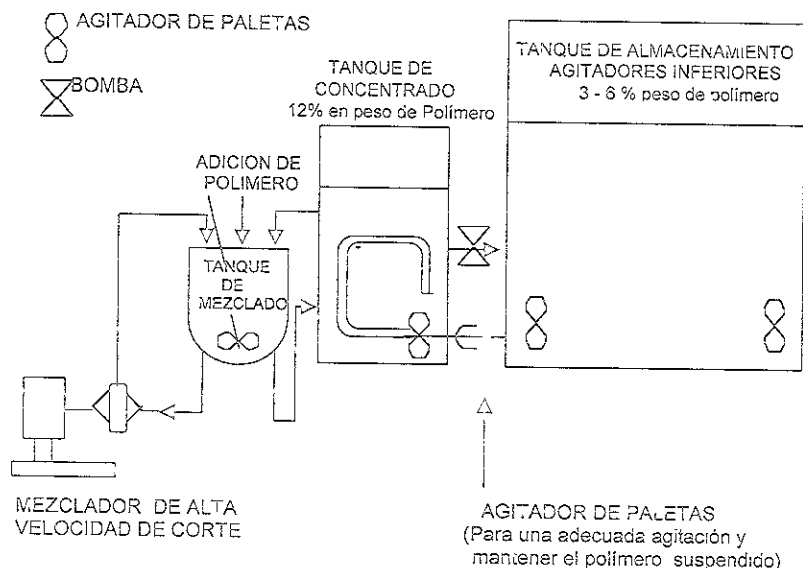 AGITADOR DE PALETAS
BOMBA
TANQUE DE
CONCENTRADO
12% en peso de Polímero
TANQUE DE ALMACENAMIENTO
AGITADORES INFERIORES
3 - 6 % peso de polímero
ADICION DE
POLIMERO
TANQUE
DE
MEZCLADO
MEZCLADOR DE ALTA
VELOCIDAD DE CORTE
AGITADOR DE PALETAS
(Para una adecuada agitación y
mantener el polímero suspendido)